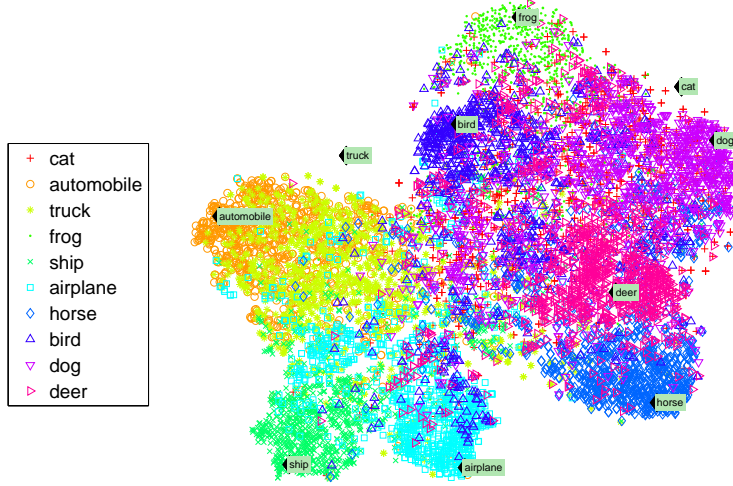 frog
cat
bird
dog
truck
cat
automobile
truck
frog
ship
airplane
horse
bird
dog
deer
automobile
deer
horse
ship
airplane